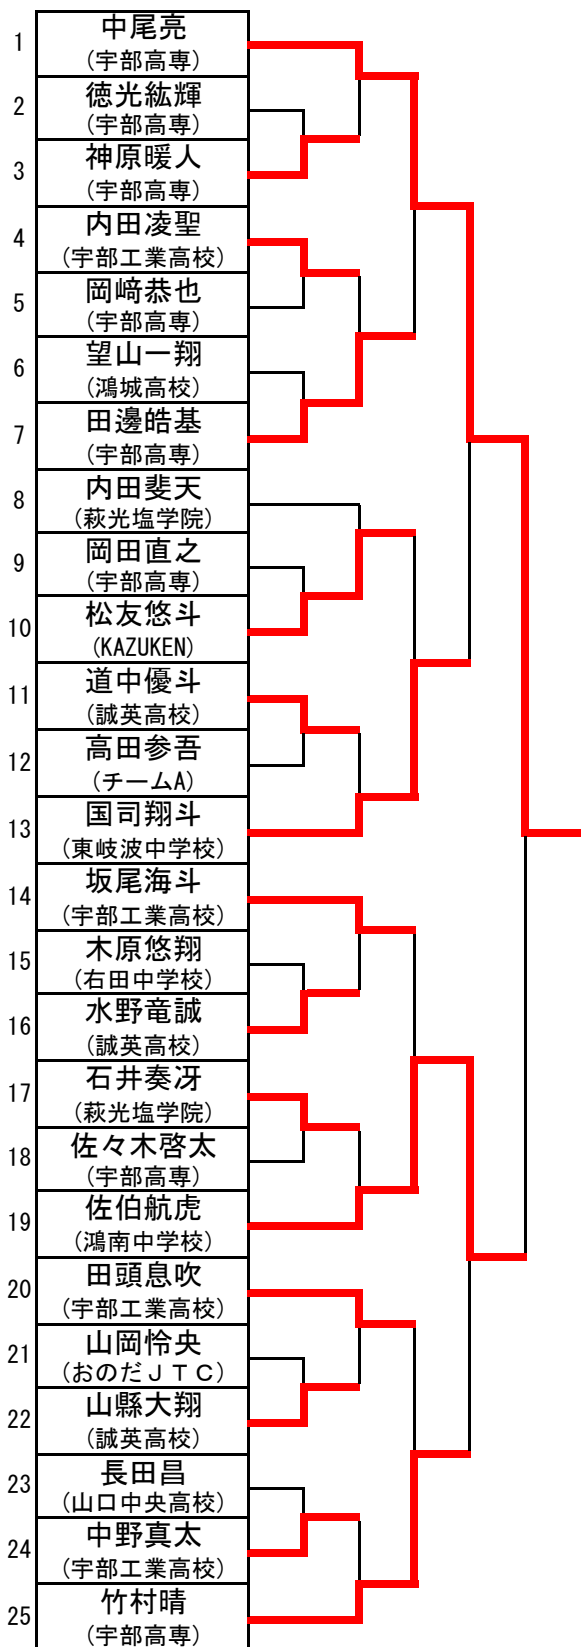 1
中尾亮
(宇部高専)
2
徳光紘輝
(宇部高専)
3
神原暖人
(宇部高専)
4
内田凌聖
(宇部工業高校)
5
岡﨑恭也
(宇部高専)
6
望山一翔
(鴻城高校)
7
田邊皓基
(宇部高専)
8
内田斐天
(萩光塩学院)
9
岡田直之
(宇部高専)
10
松友悠斗
(KAZUKEN)
11
道中優斗
(誠英高校)
12
高田参吾
(チームA)
13
国司翔斗
(東岐波中学校)
14
坂尾海斗
(宇部工業高校)
15
木原悠翔
(右田中学校)
16
水野竜誠
(誠英高校)
17
石井奏冴
(萩光塩学院)
18
佐々木啓太
(宇部高専)
19
佐伯航虎
(鴻南中学校)
20
田頭息吹
(宇部工業高校)
21
山岡怜央
(おのだＪＴＣ)
22
山縣大翔
(誠英高校)
23
長田昌
(山口中央高校)
24
中野真太
(宇部工業高校)
25
竹村晴
(宇部高専)